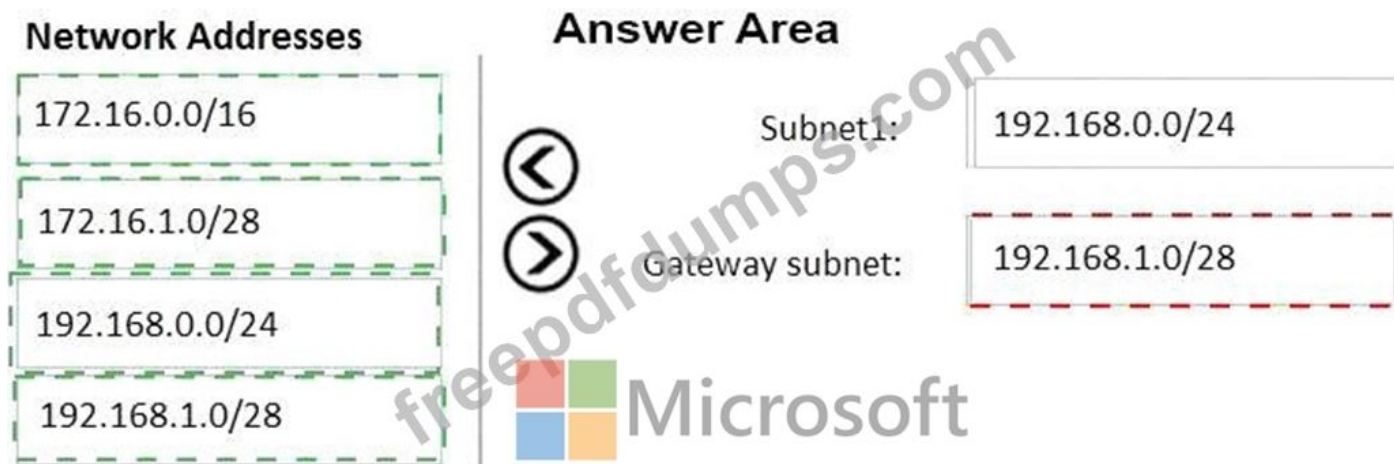 Network Addresses
172.16.0.0/16
172.16.1.0/28
192.168.0.0/24
192.168.1.0/28
Answer Area
Subnet1:
192.168.0.0/24
Gateway subnet:
192.168.1.0/28
freepdfdumps.com
Microsoft